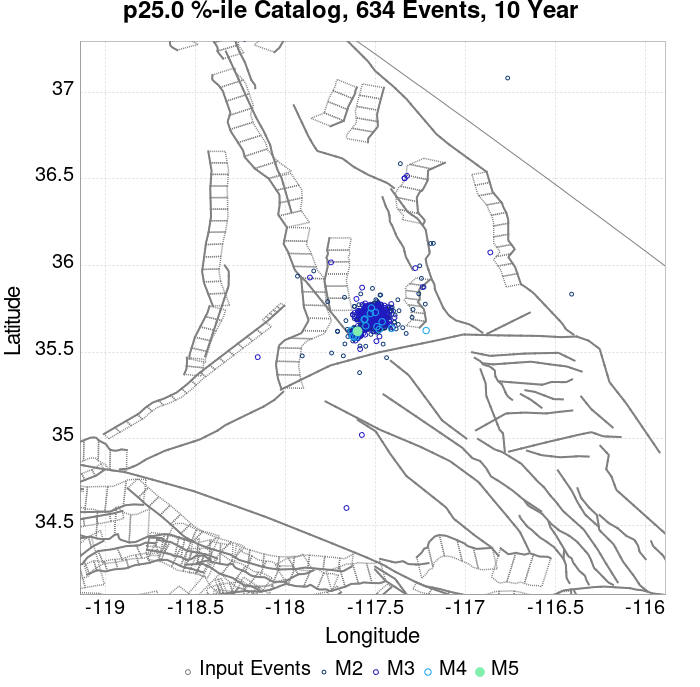 p25.0 %-ile Catalog, 634 Events, 10 Year
Latitude
37
36.5
36
35.5
35
34.5
-119 -118.5 -118 -117.5 -117 -116.5 -116
Longitude
Input Events M2 M3 M4 M5